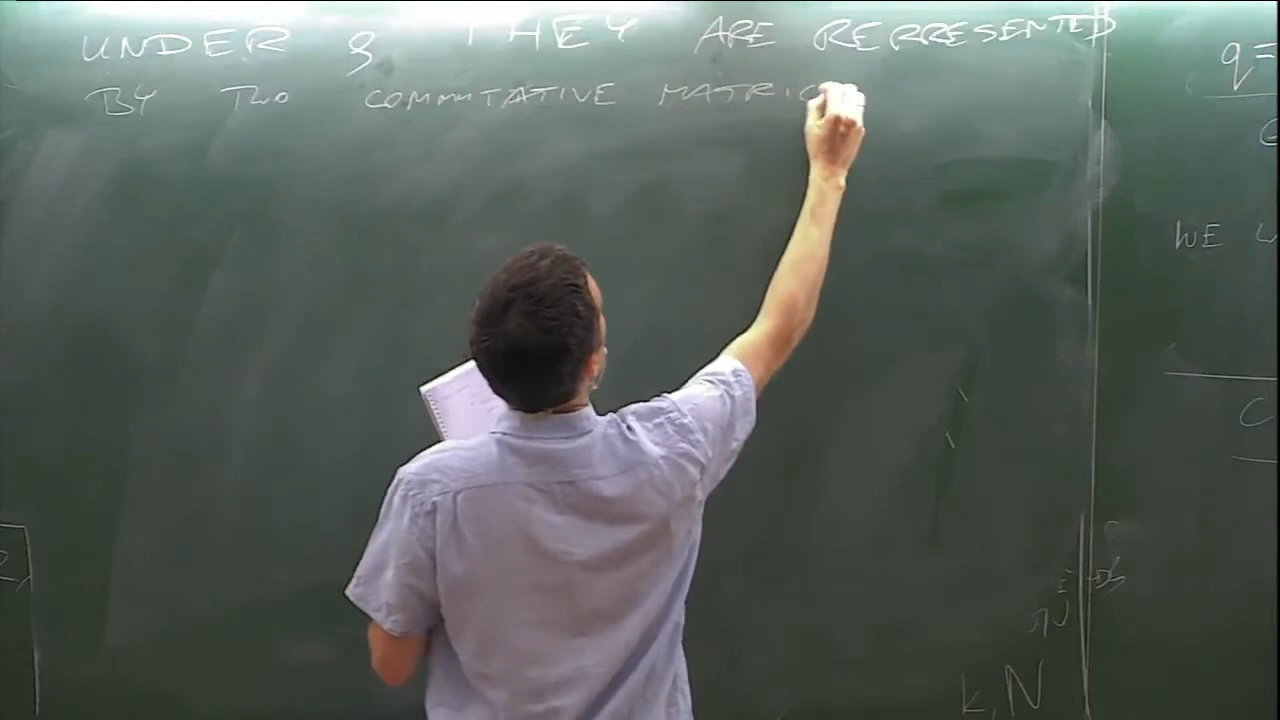 UNDER ρ THEY ARE REPRESENTED
BY TWO COMMUTATIVE MATRIC
q=
WE
C
k, N